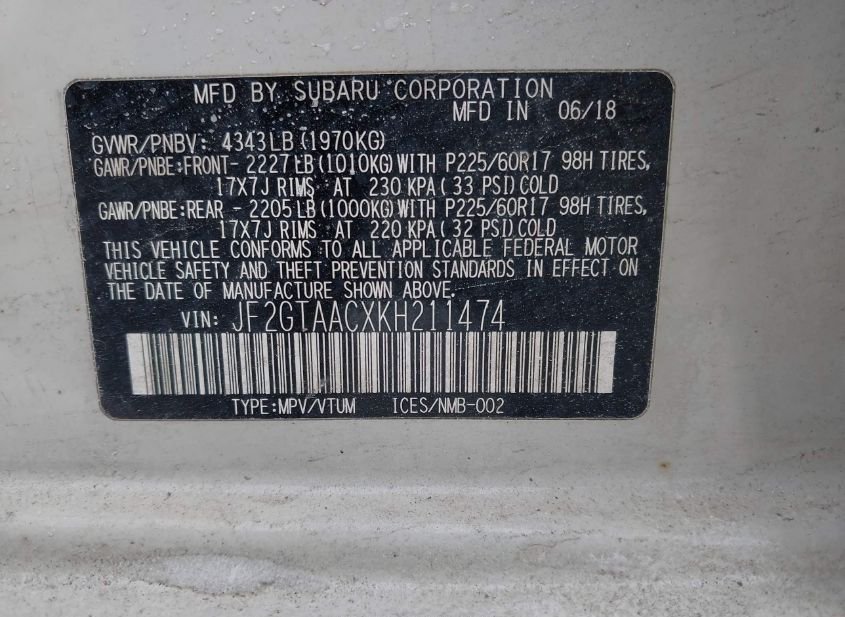 MFD BY SUBARU CORPORATION
MFD IN 06/18
GVWR/PNBV: 4343LB(1970KG)
GAWR/PNBE:FRONT- 2227LB(1010KG)WITH P225/60R17 98H TIRES,
17X7J RIMS AT 230 KPA(33 PSI)COLD
GAWR/PNBE:REAR - 2205LB(1000KG)WITH P225/60R17 98H TIRES,
17X7J RIMS AT 220 KPA(32 PSI)COLD
THIS VEHICLE CONFORMS TO ALL APPLICABLE FEDERAL MOTOR
VEHICLE SAFETY AND THEFT PREVENTION STANDARDS IN EFFECT ON
THE DATE OF MANUFACTURE SHOWN ABOVE.
VIN: JF2GTAACXKH211474
TYPE:MPV/VTUM ICES/NMB-002